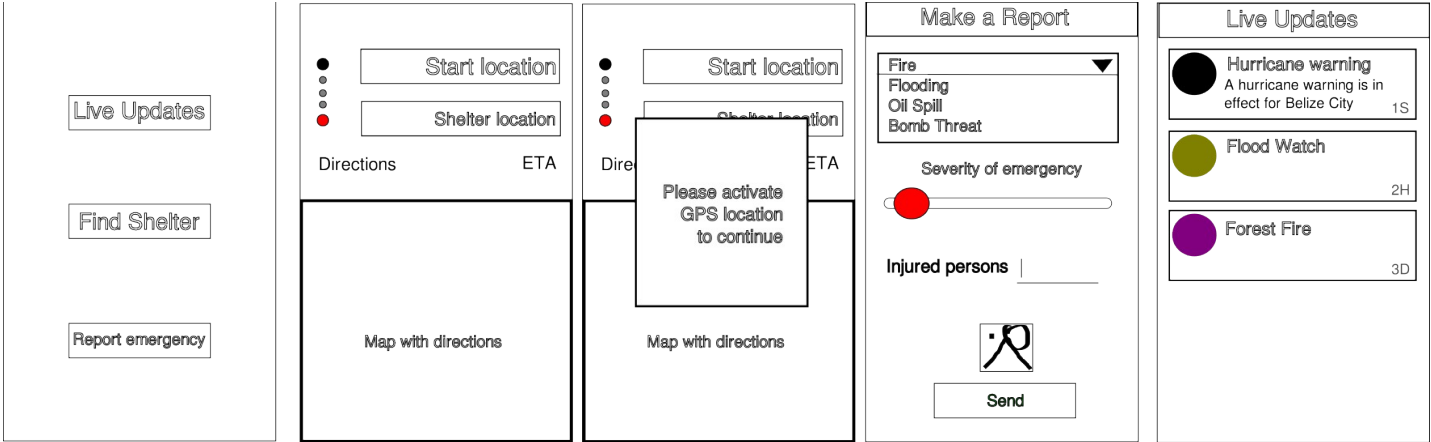 Live Updates
Find Shelter
Report emergency
Start location
Shelter location
Directions ETA
Map with directions
Start location
Shelter location
Dire ETA
Please activate
GPS location
to continue
Map with directions
Make a Report
Fire
Flooding
Oil Spill
Bomb Threat
Severity of emergency
Injured persons
Send
Live Updates
Hurricane warning
A hurricane warning is in
effect for Belize City 1S
Flood Watch
2H
Forest Fire
3D